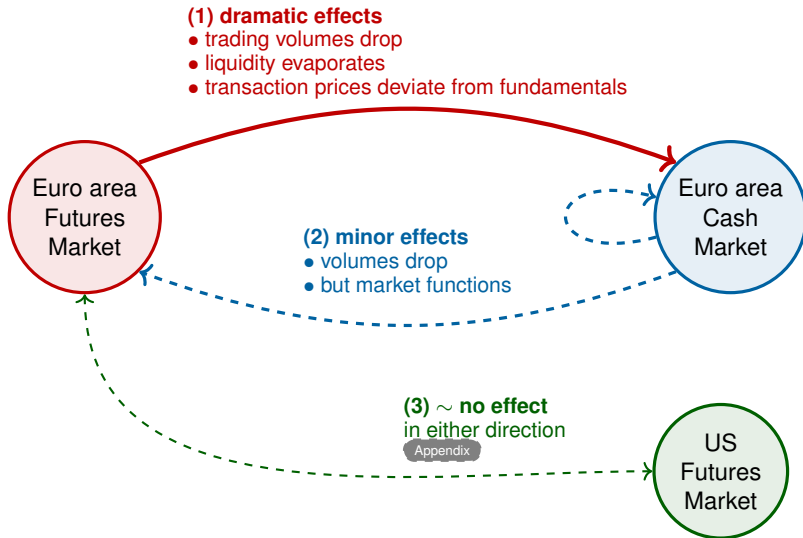 (1) dramatic effects
● trading volumes drop
● liquidity evaporates
● transaction prices deviate from fundamentals
Euro area
Futures
Market
Euro area
Cash
Market
(2) minor effects
● volumes drop
● but market functions
(3) ∼ no effect
in either direction
Appendix
US
Futures
Market